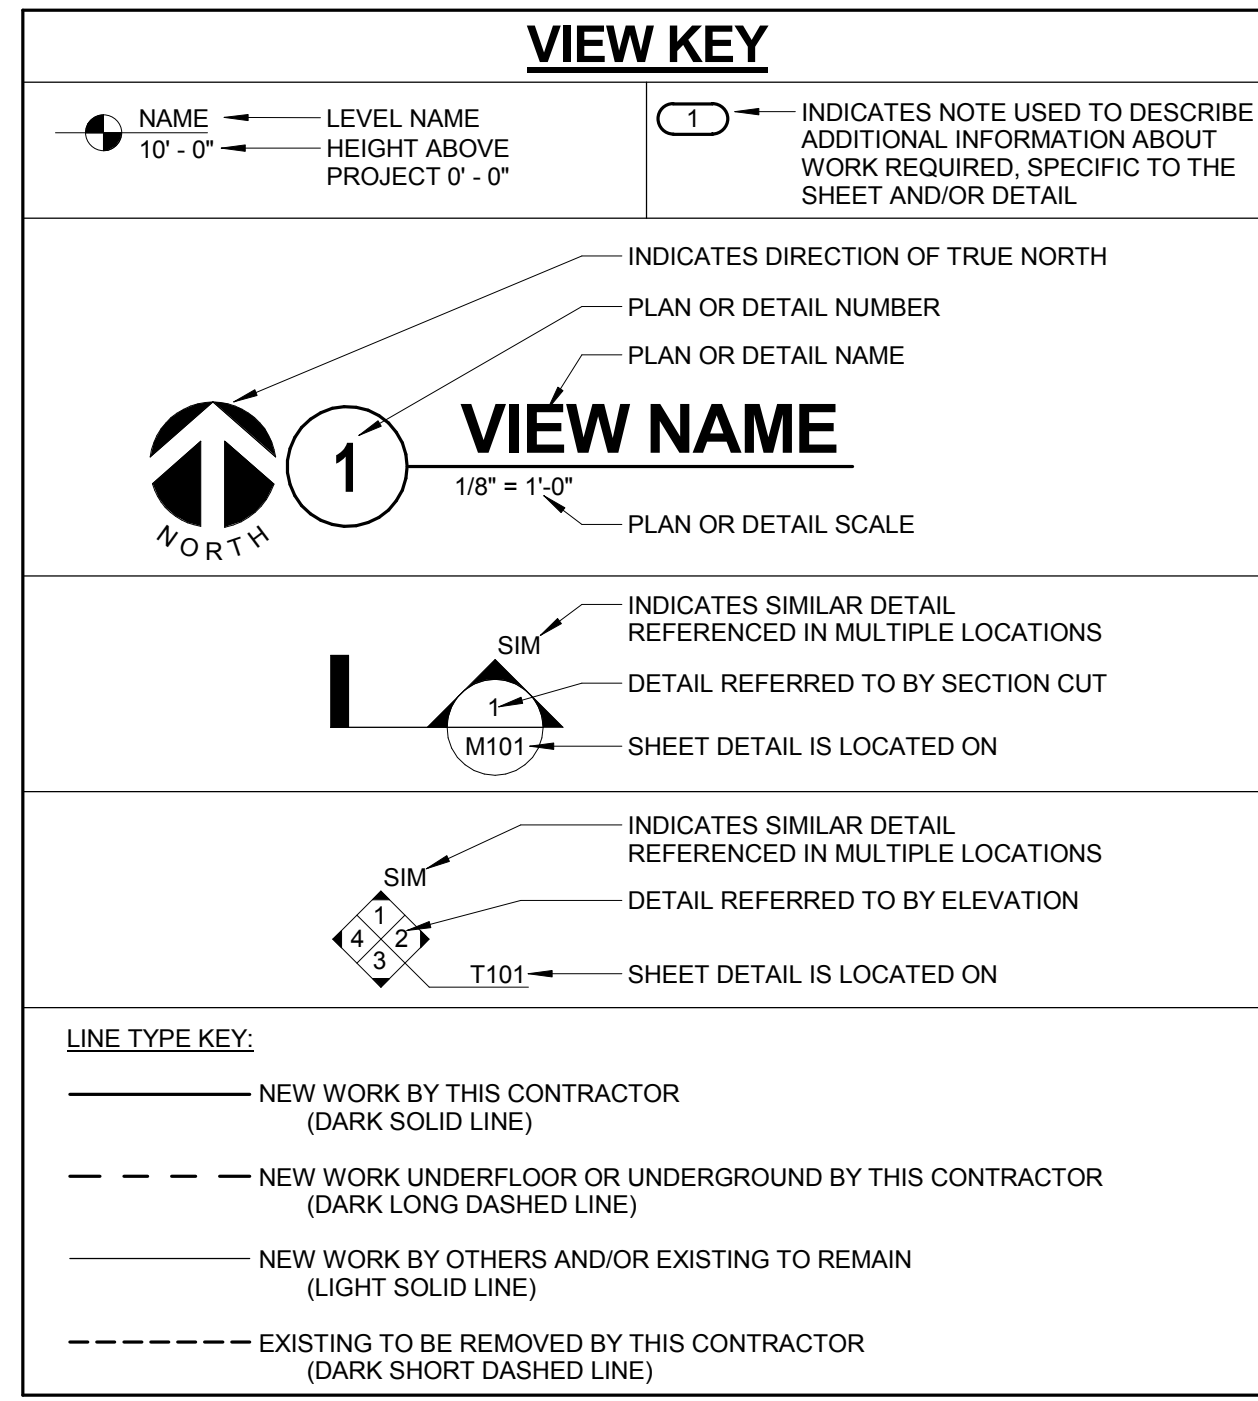 VIEW KEY
NAME
10' - 0"
LEVEL NAME
HEIGHT ABOVE
PROJECT 0' - 0"
1
INDICATES NOTE USED TO DESCRIBE
ADDITIONAL INFORMATION ABOUT
WORK REQUIRED, SPECIFIC TO THE
SHEET AND/OR DETAIL
INDICATES DIRECTION OF TRUE NORTH
PLAN OR DETAIL NUMBER
PLAN OR DETAIL NAME
NORTH
1
VIEW NAME
1/8" = 1'-0"
PLAN OR DETAIL SCALE
INDICATES SIMILAR DETAIL
REFERENCED IN MULTIPLE LOCATIONS
SIM
1
DETAIL REFERRED TO BY SECTION CUT
M101
SHEET DETAIL IS LOCATED ON
INDICATES SIMILAR DETAIL
REFERENCED IN MULTIPLE LOCATIONS
SIM
DETAIL REFERRED TO BY ELEVATION
1
4 2
3
T101
SHEET DETAIL IS LOCATED ON
LINE TYPE KEY:
NEW WORK BY THIS CONTRACTOR
(DARK SOLID LINE)
NEW WORK UNDERFLOOR OR UNDERGROUND BY THIS CONTRACTOR
(DARK LONG DASHED LINE)
NEW WORK BY OTHERS AND/OR EXISTING TO REMAIN
(LIGHT SOLID LINE)
EXISTING TO BE REMOVED BY THIS CONTRACTOR
(DARK SHORT DASHED LINE)